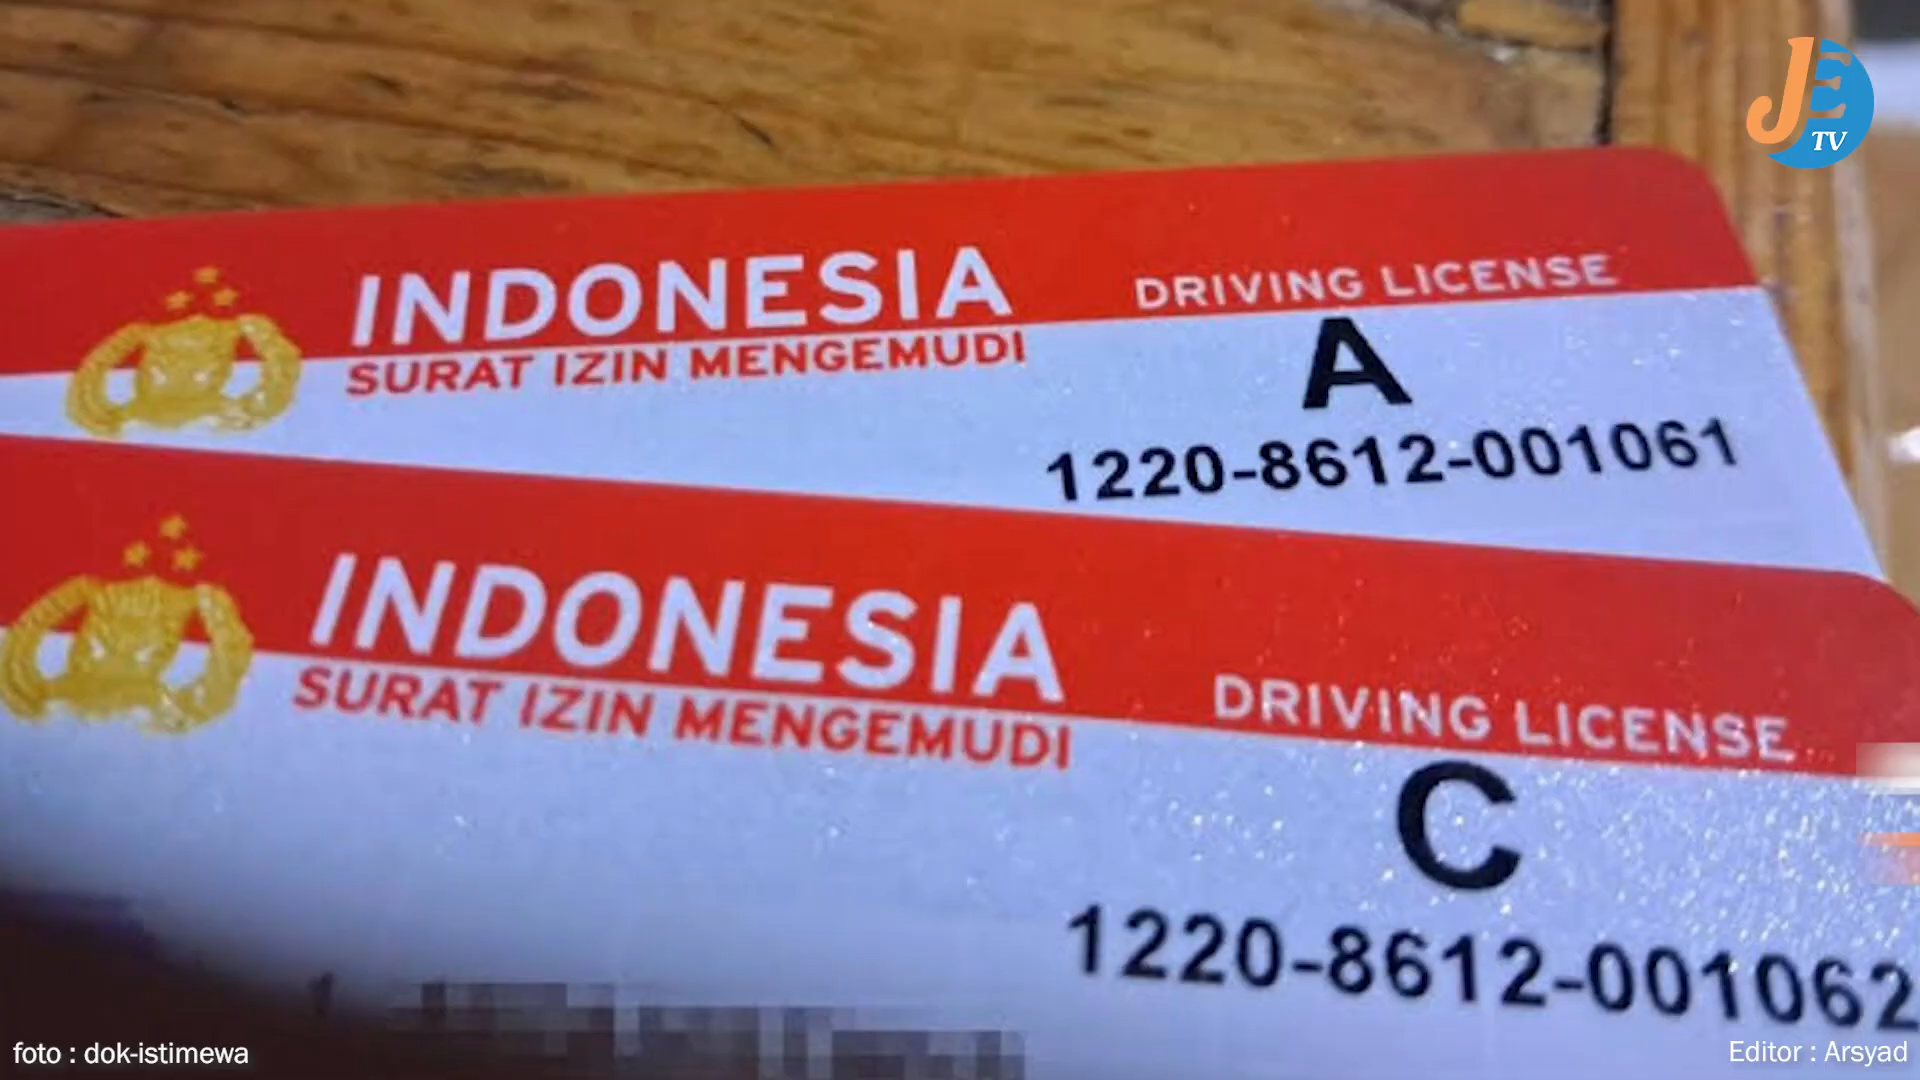 JE
TV
INDONESIA
DRIVING LICENSE
SURAT IZIN MENGEMUDI
A
1220-8612-001061
INDONESIA
SURAT IZIN MENGEMUDI
DRIVING LICENSE
C
1220-8612-001062
foto : dok-istimewa
Editor : Arsyad